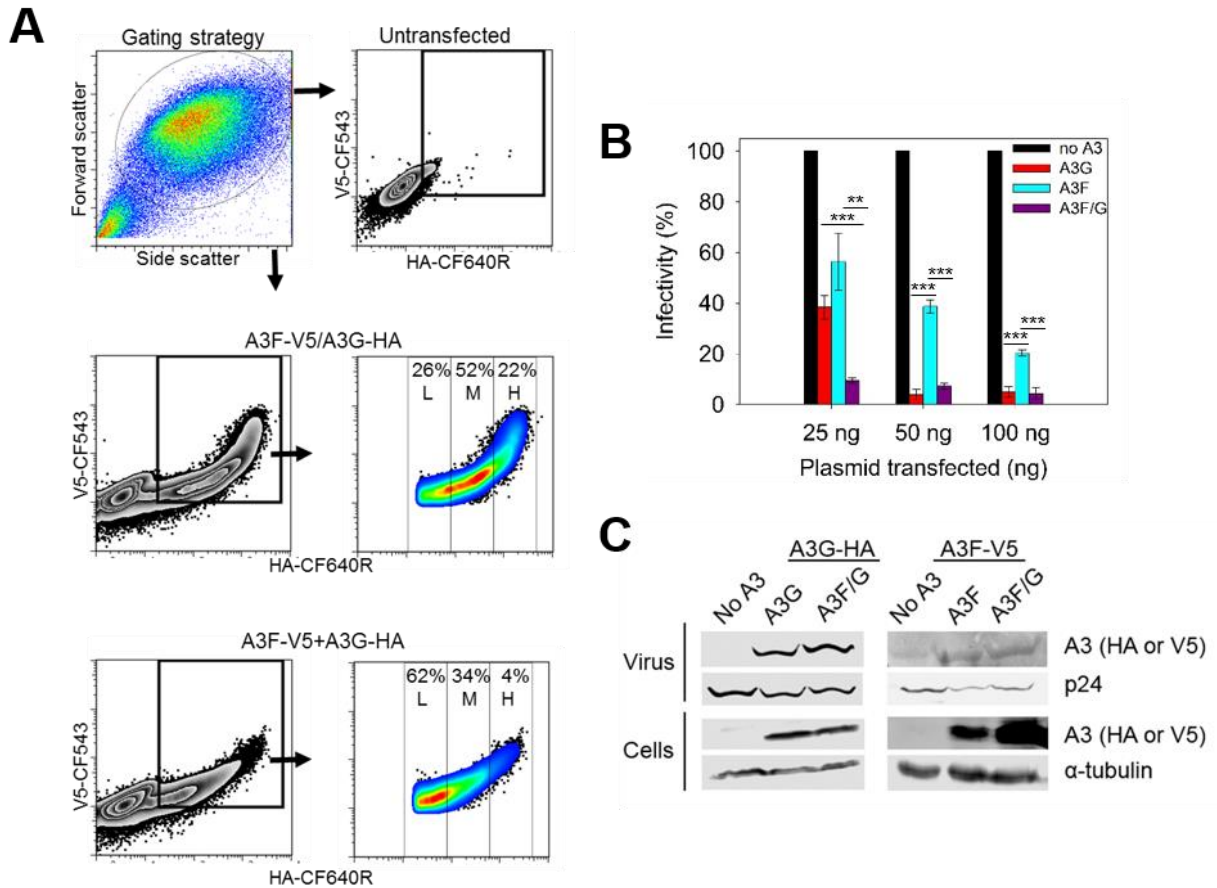 A
Gating strategy
Forward scatter
Side scatter
Untransfected
V5-CF543
HA-CF640R
A3F-V5/A3G-HA
V5-CF543
26% 52% 22%
L M H
HA-CF640R
A3F-V5+A3G-HA
V5-CF543
62% 34% 4%
L M H
HA-CF640R
B
Infectivity (%)
100
80
60
40
20
0
no A3
A3G
A3F
A3F/G
**
***
***
***
***
***
25 ng 50 ng 100 ng
Plasmid transfected (ng)
C
A3G-HA A3F-V5
No A3 A3G A3F/G No A3 A3F A3F/G
Virus
A3 (HA or V5)
p24
Cells
A3 (HA or V5)
α-tubulin